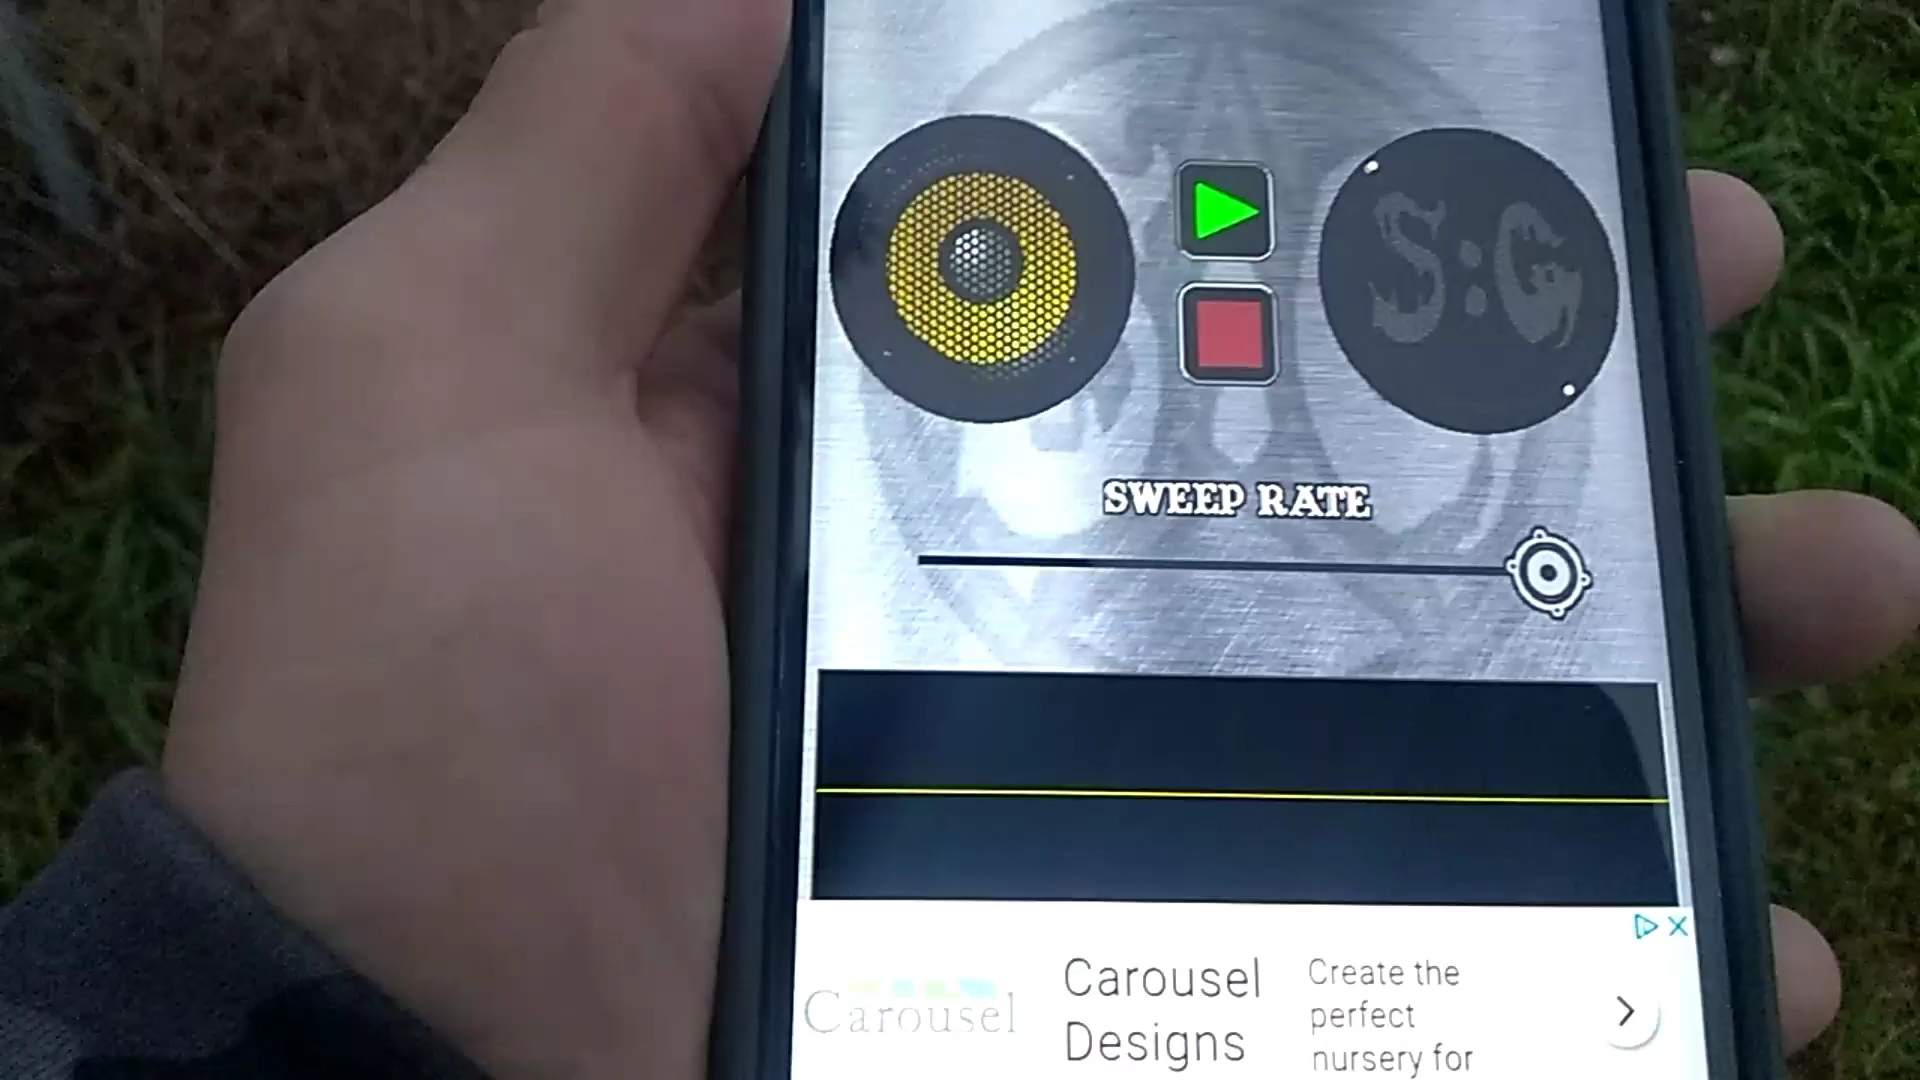 S:G
SWEEP RATE
Carousel
Carousel
Designs
Create the
perfect
nursery for